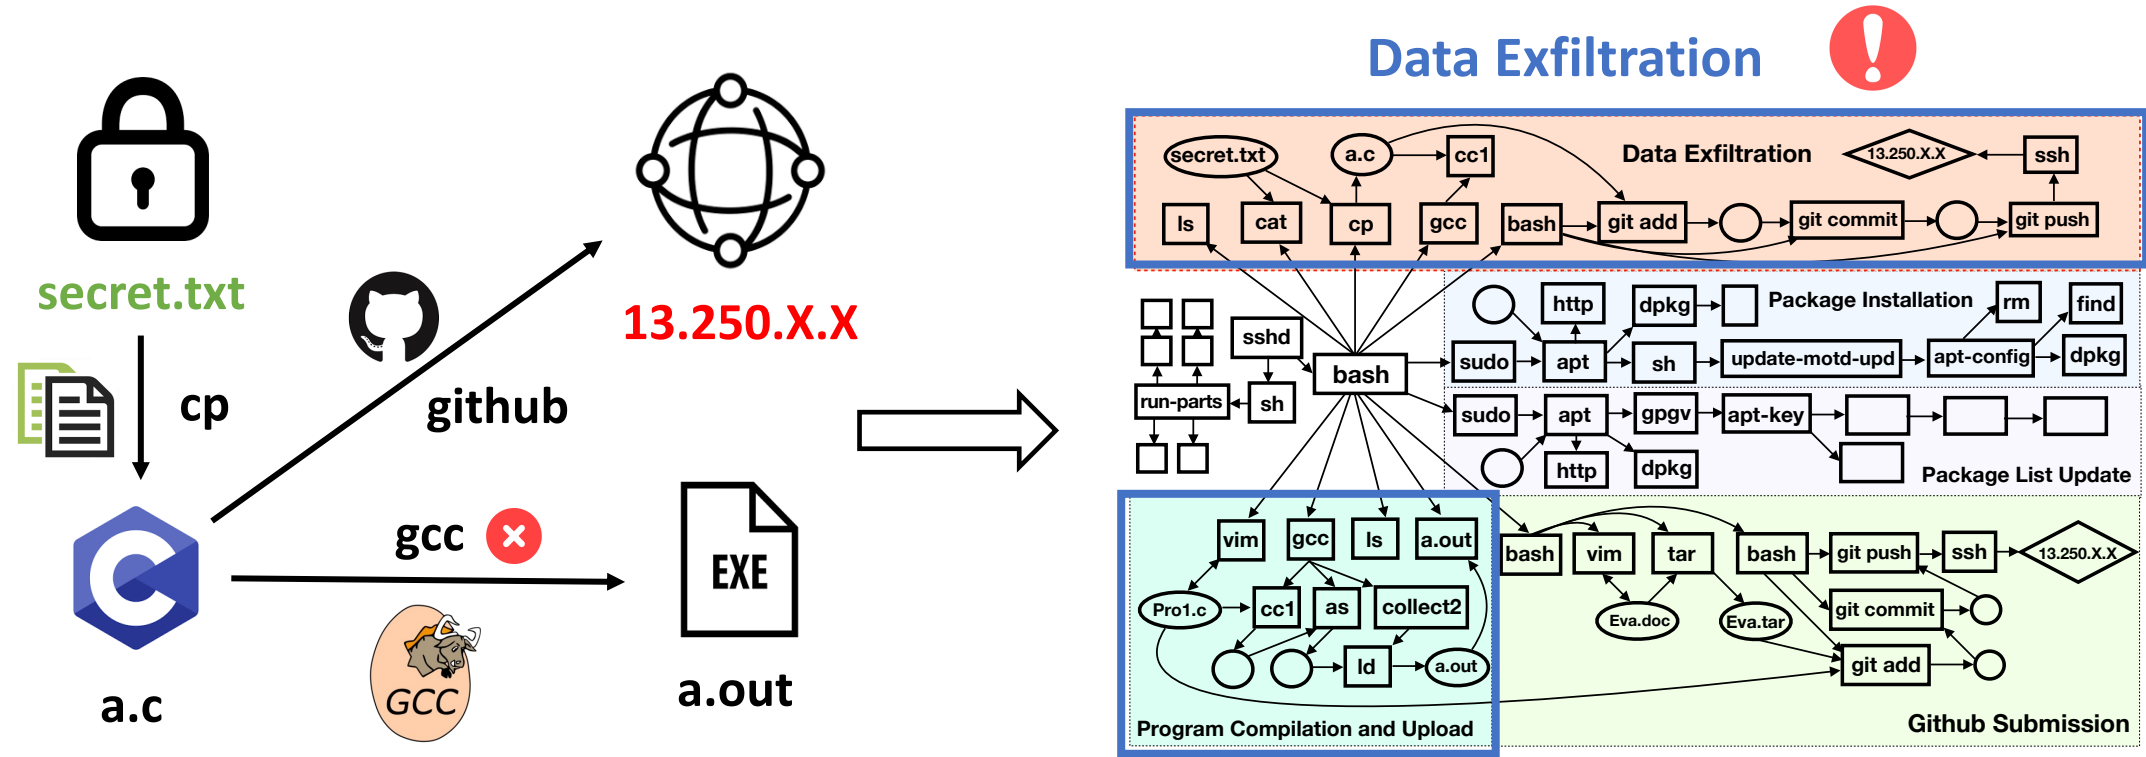 Data Exfiltration
secret.txt
cp
github
13.250.X.X
gcc
GCC
a.c
EXE
a.out
secret.txt
a.c
cc1
Data Exfiltration
13.250.X.X
ssh
ls
cat
cp
gcc
bash
git add
git commit
git push
sshd
bash
run-parts
sh
http
dpkg
Package Installation
rm
find
sudo
apt
sh
update-motd-upd
apt-config
dpkg
sudo
apt
gpgv
apt-key
http
dpkg
Package List Update
vim
gcc
ls
a.out
Pro1.c
cc1
as
collect2
ld
a.out
Program Compilation and Upload
bash
vim
tar
bash
git push
ssh
13.250.X.X
Eva.doc
Eva.tar
git commit
git add
Github Submission